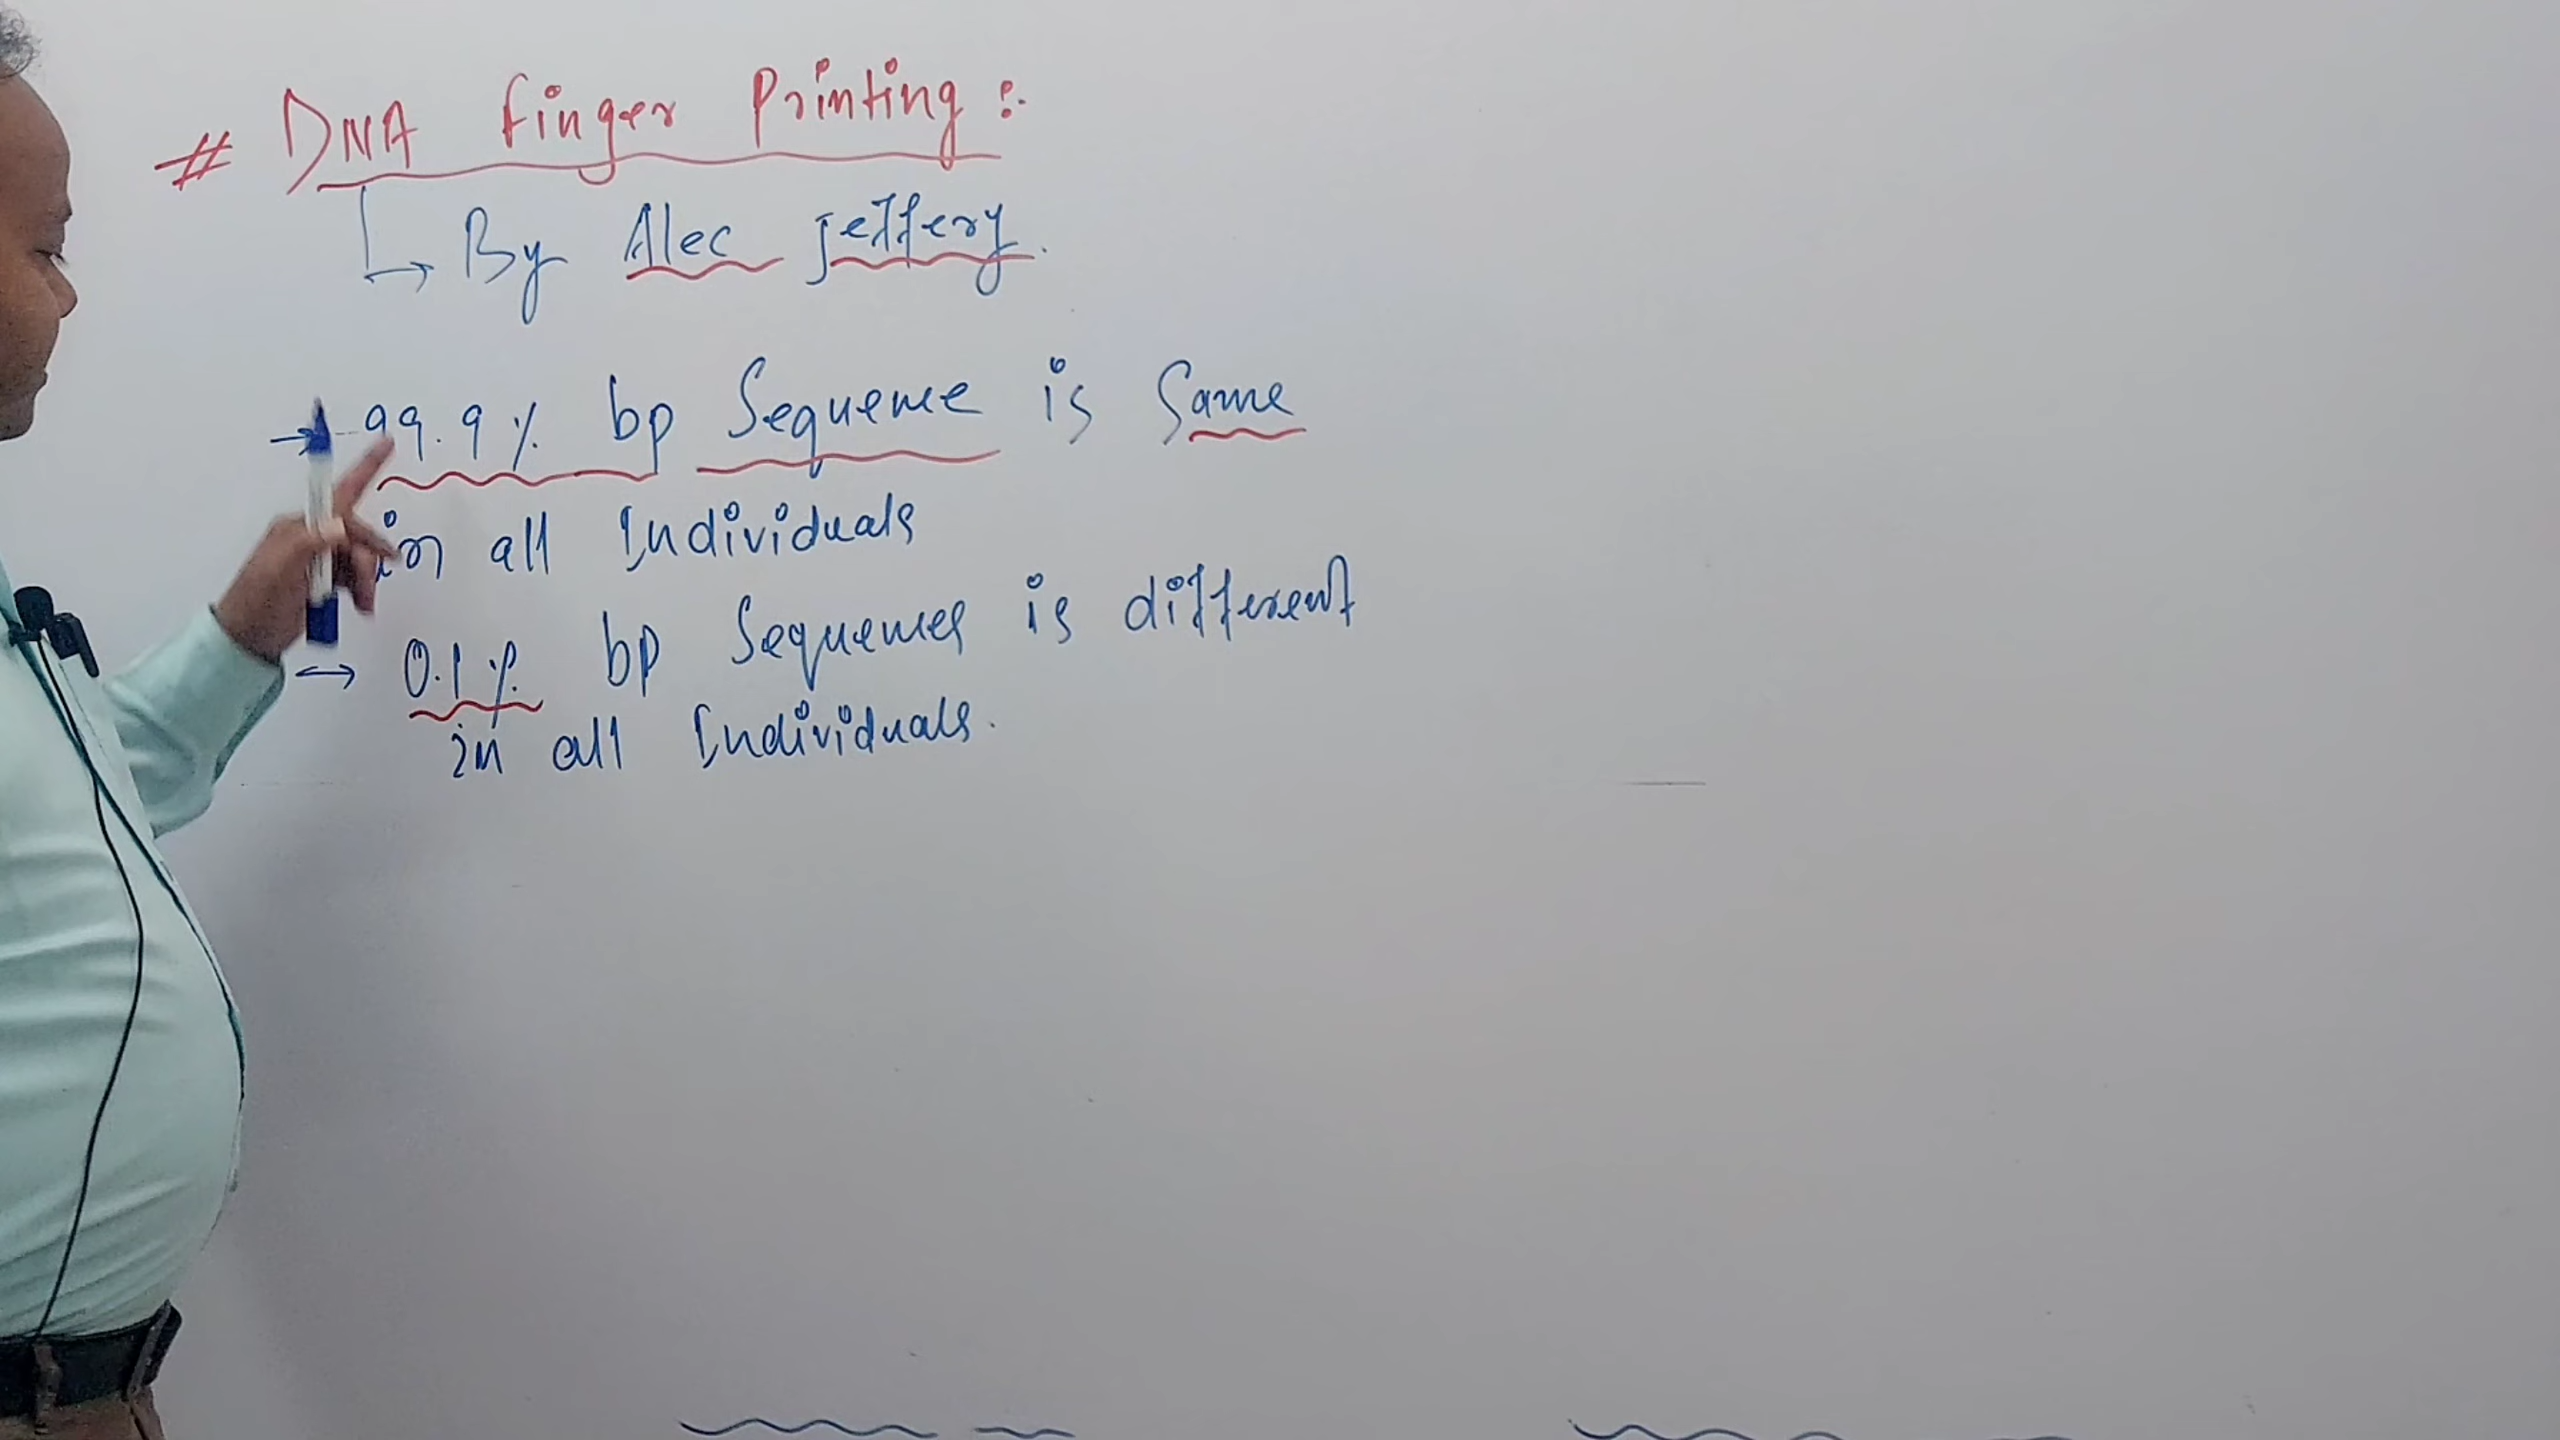 # DNA finger Printing :-
↳ By Alec Jeffery.
→ 99.9% bp Sequence is Same
in all Individuals
→ 0.1% bp Sequences is different
in all Individuals.